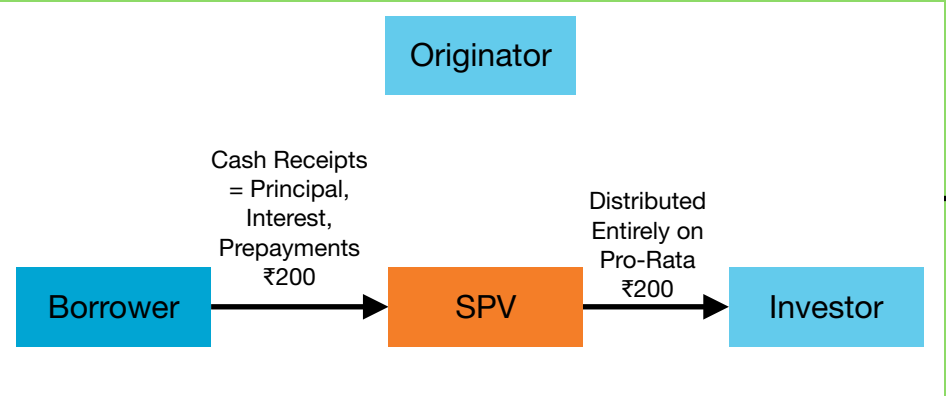 Originator
Cash Receipts
= Principal,
Interest,
Prepayments
₹200
Distributed
Entirely on
Pro-Rata
₹200
Borrower
SPV
Investor